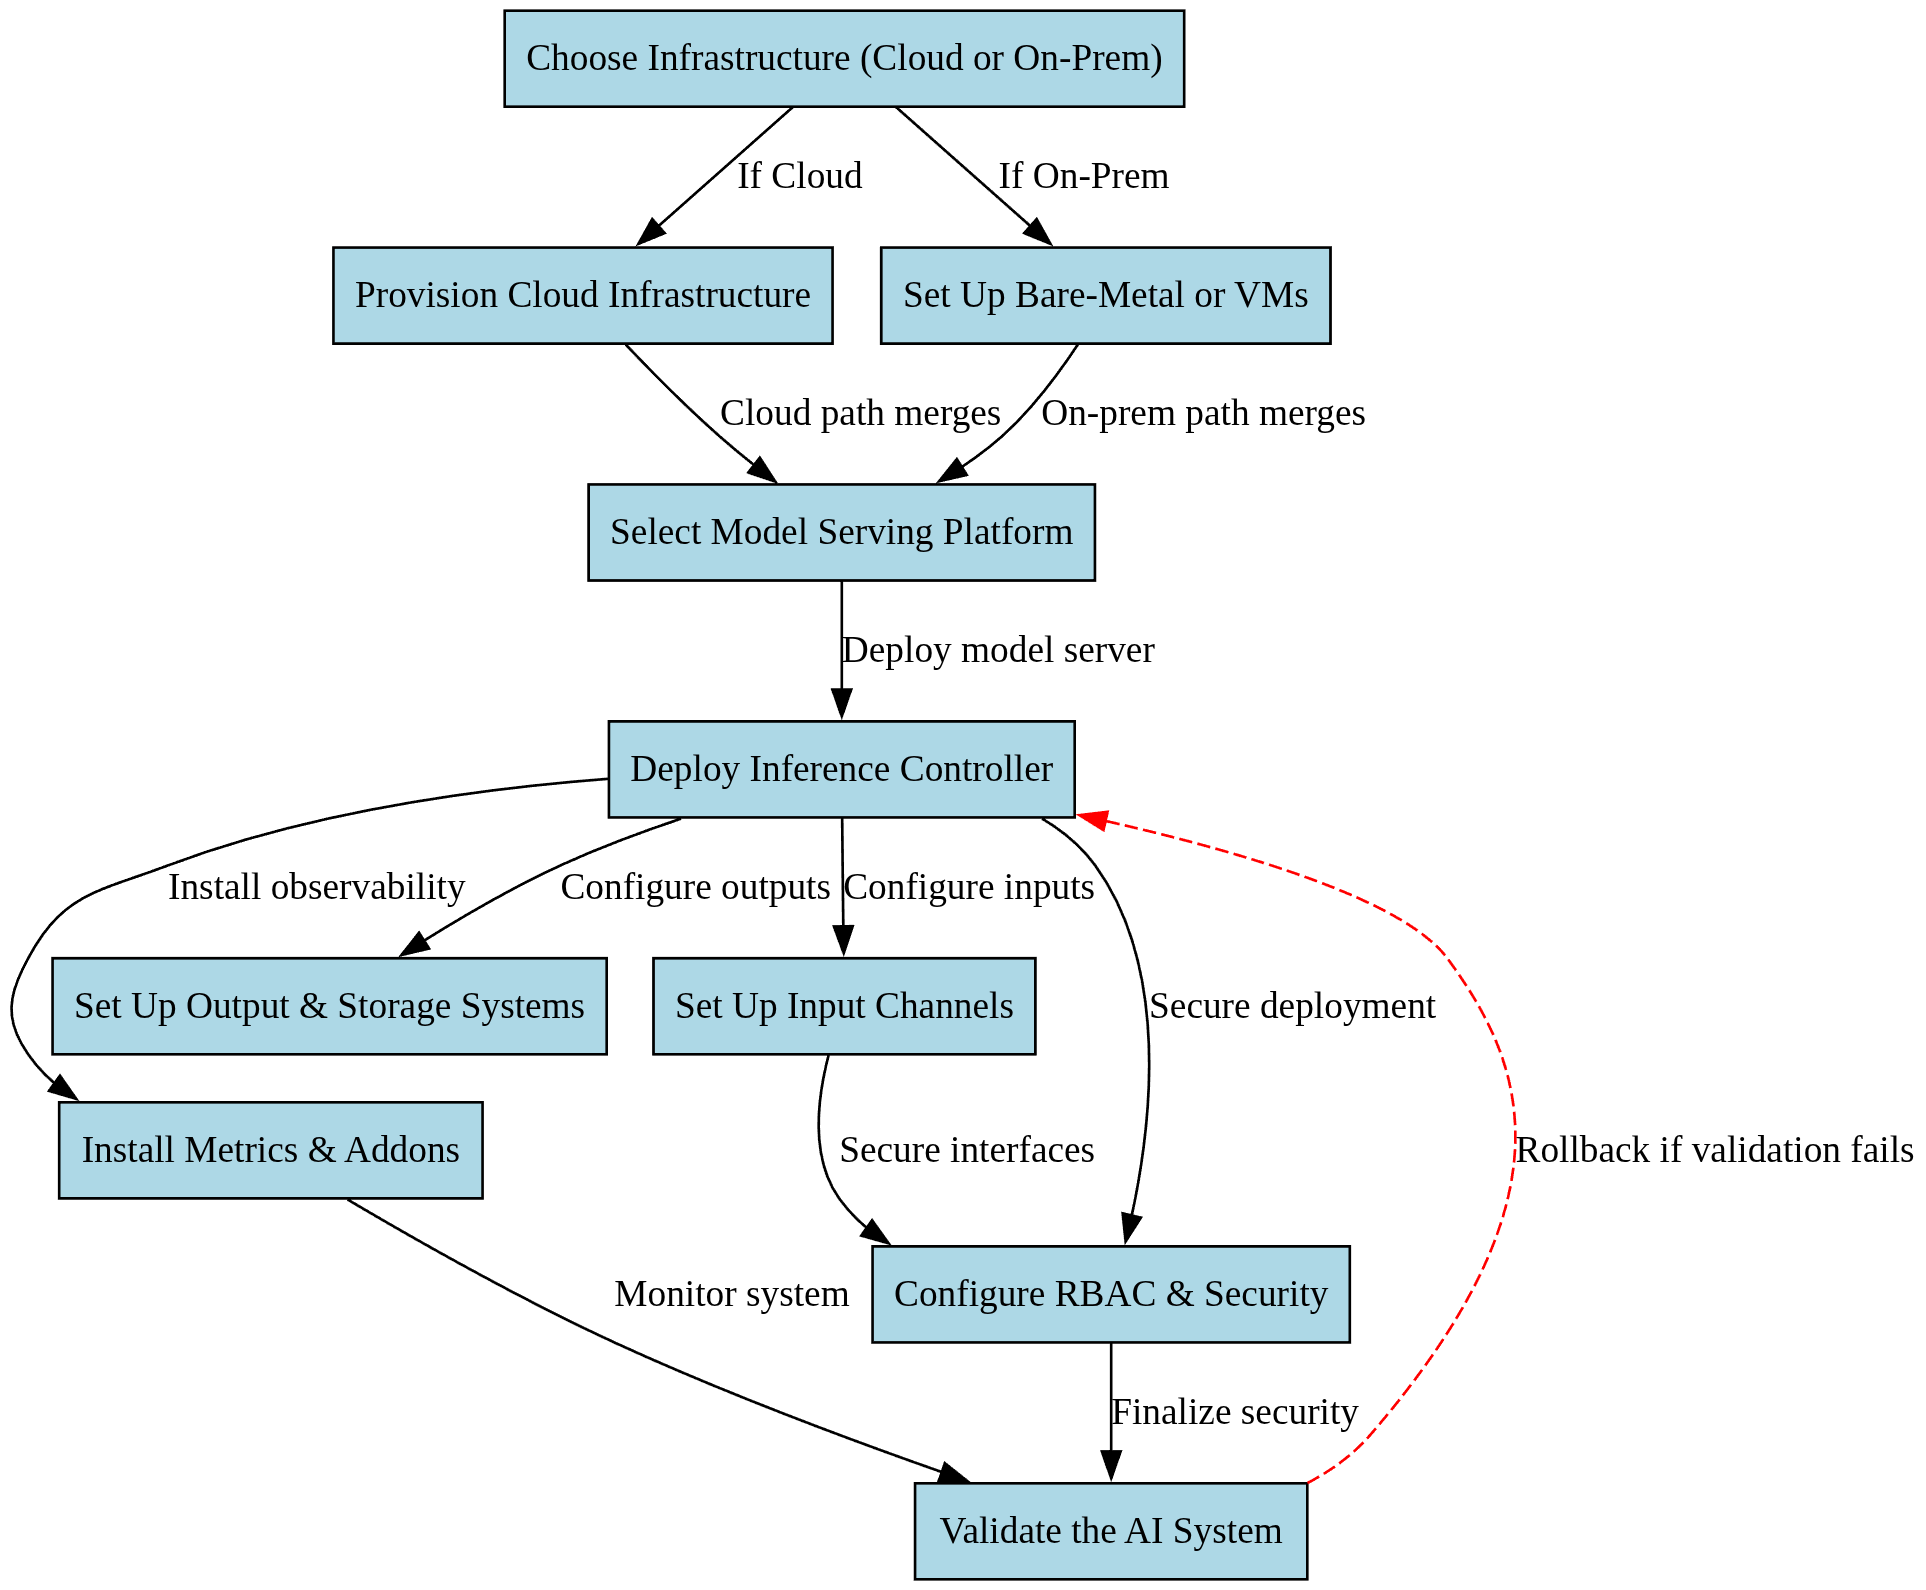 Choose Infrastructure (Cloud or On-Prem)
If Cloud
If On-Prem
Provision Cloud Infrastructure
Set Up Bare-Metal or VMs
Cloud path merges
On-prem path merges
Select Model Serving Platform
Deploy model server
Deploy Inference Controller
Install observability
Configure outputs
Configure inputs
Set Up Output & Storage Systems
Set Up Input Channels
Secure deployment
Install Metrics & Addons
Secure interfaces
Rollback if validation fails
Monitor system
Configure RBAC & Security
Finalize security
Validate the AI System